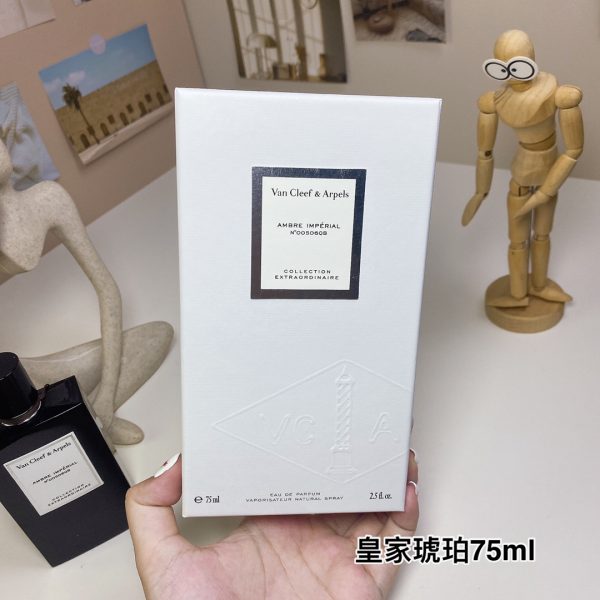 Van Cleef & Arpels
AMBRE IMPÉRIAL
N°0050608
COLLECTION
EXTRAORDINAIRE
VC A
EAU DE PARFUM
℮ 75 ml
VAPORISATEUR NATURAL SPRAY
2.5 fl. oz.
Van Cleef & Arpels
AMBRE IMPÉRIAL
N°0050608
COLLECTION
EXTRAORDINAIRE
皇家琥珀75ml